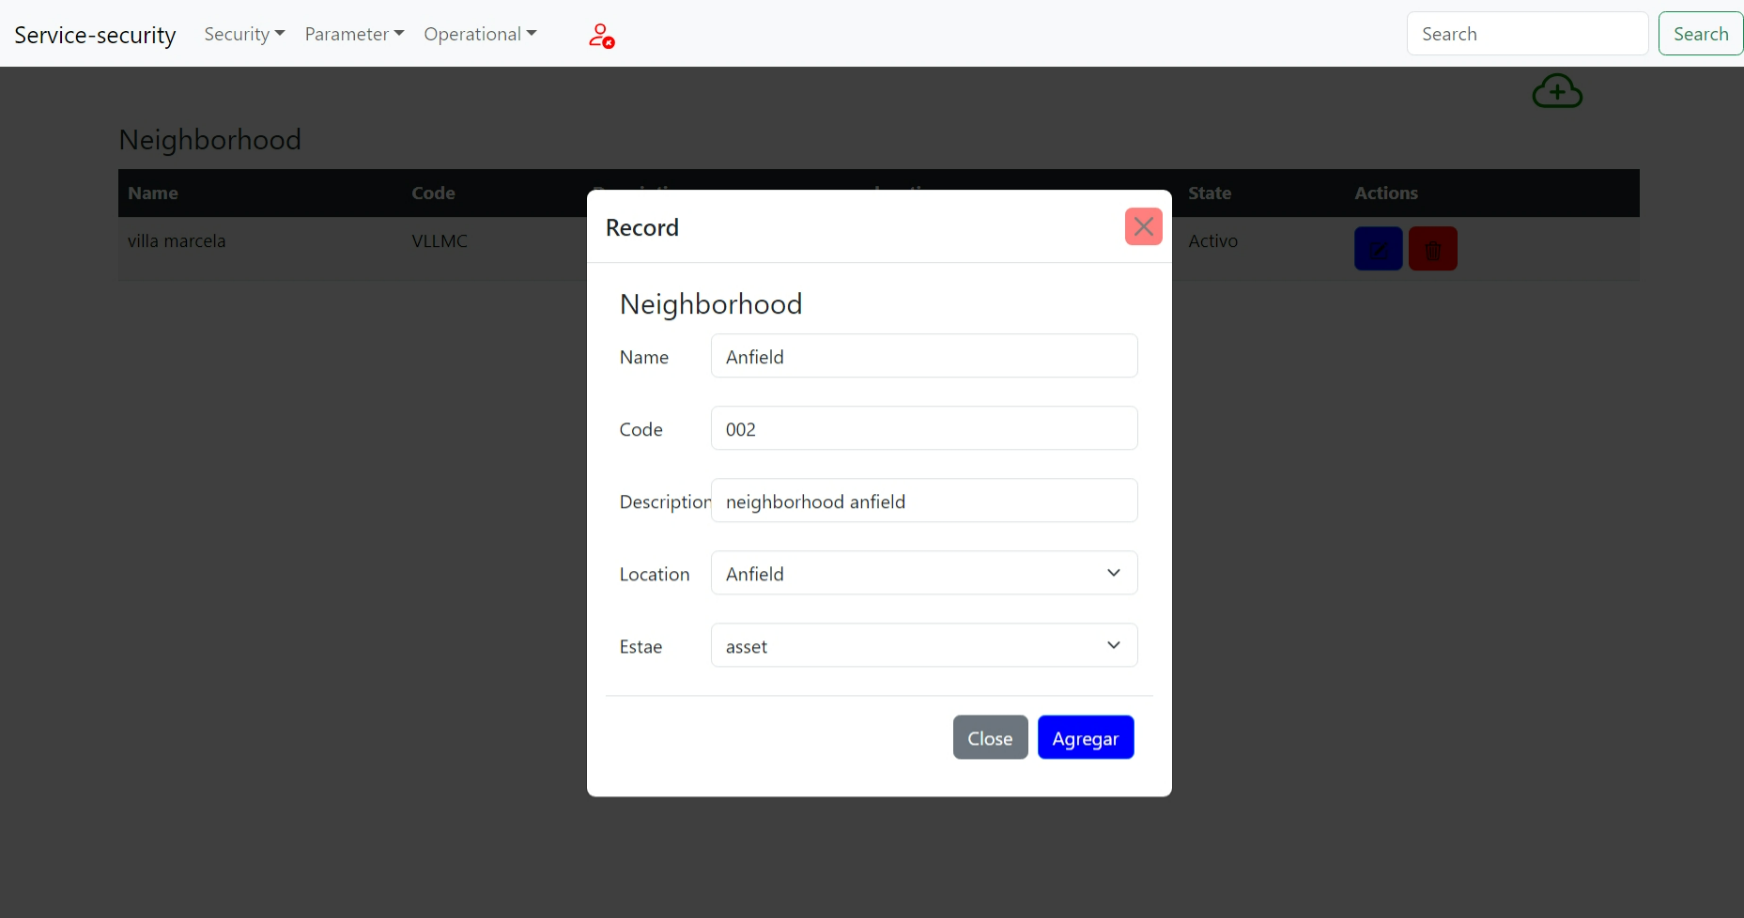 Service-security Security Parameter Operational Search Search
Neighborhood
Name Code State Actions
villa marcela VLLMC Activo
Record
Neighborhood
Name Anfield
Code 002
Description neighborhood anfield
Location Anfield
Estae asset
Close Agregar